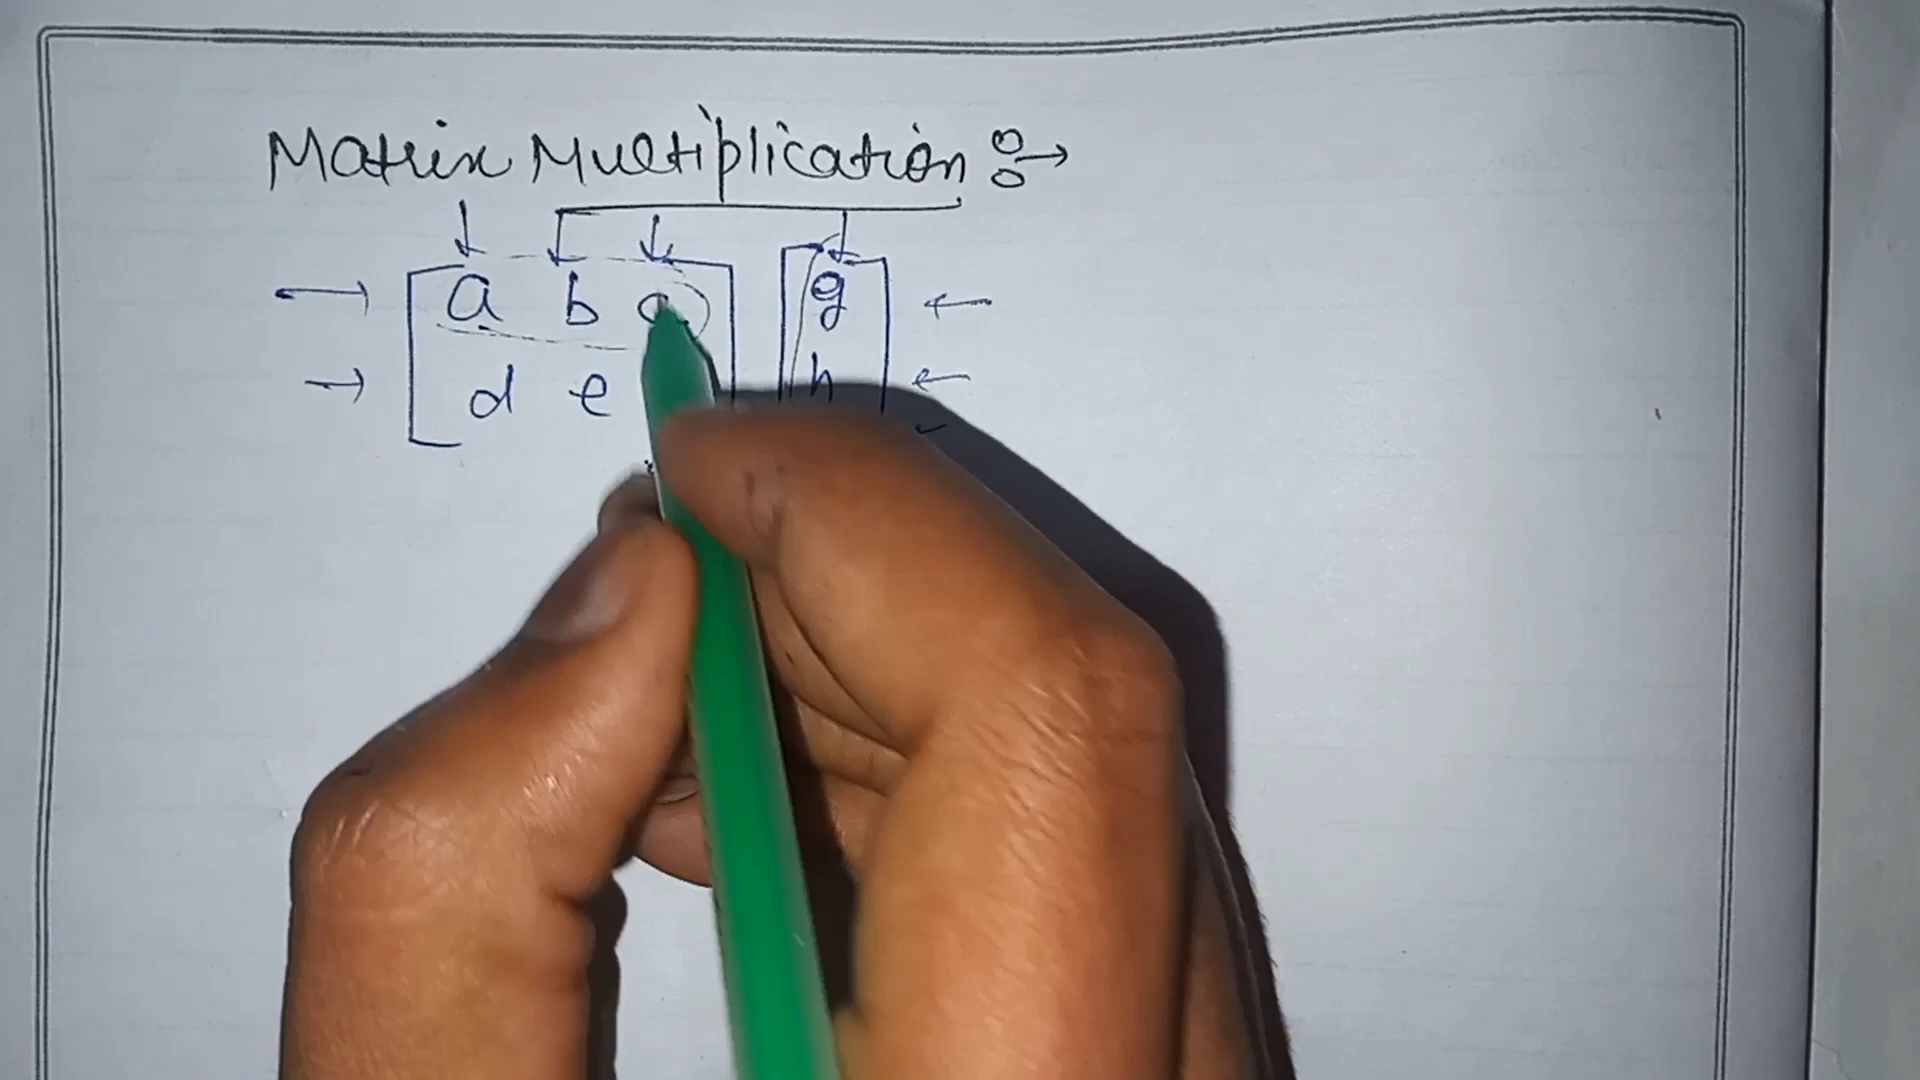 Matrix Multiplication :→
a b c g
d e h